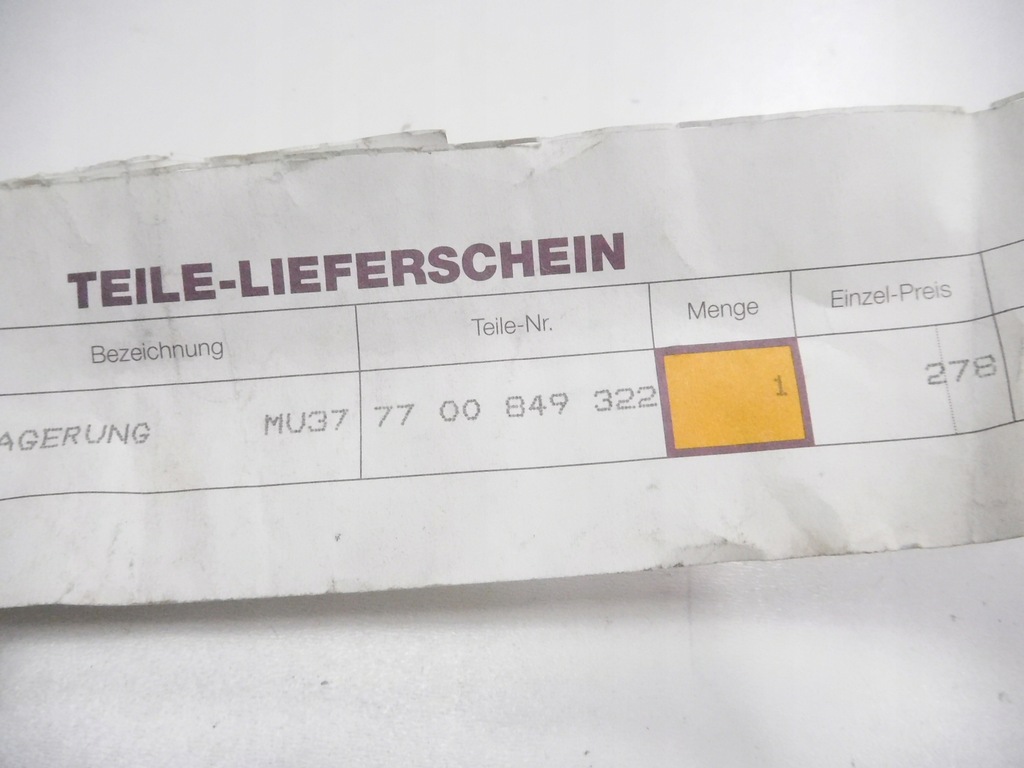 TEILE-LIEFERSCHEIN
Bezeichnung Teile-Nr. Menge Einzel-Preis
AGERUNG MU37 77 00 849 322 1 278